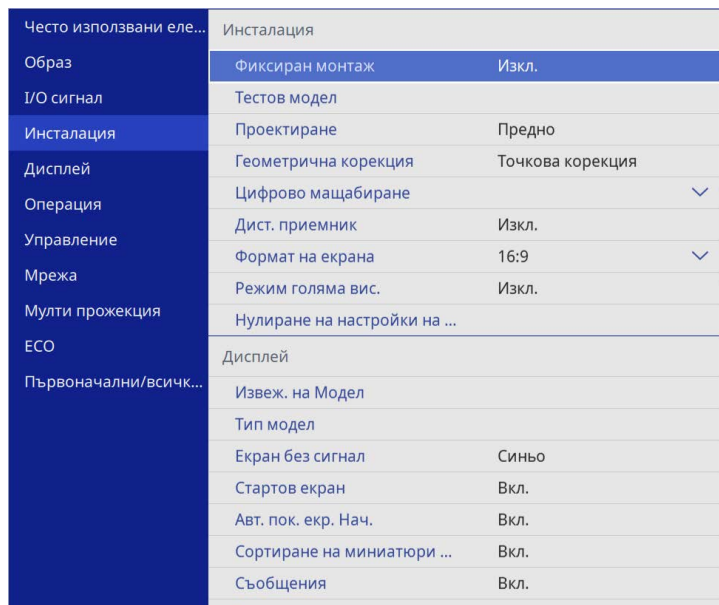 Често използвани еле...
Образ
I/O сигнал
Инсталация
Дисплей
Операция
Управление
Мрежа
Мулти прожекция
ECO
Първоначални/всичк...
Инсталация
Фиксиран монтаж Изкл.
Тестов модел
Проектиране Предно
Геометрична корекция Точкова корекция
Цифрово мащабиране
Дист. приемник Изкл.
Формат на екрана 16:9
Режим голяма вис. Изкл.
Нулиране на настройки на ...
Дисплей
Извеж. на Модел
Тип модел
Екран без сигнал Синьо
Стартов екран Вкл.
Авт. пок. екр. Нач. Вкл.
Сортиране на миниатюри ... Вкл.
Съобщения Вкл.